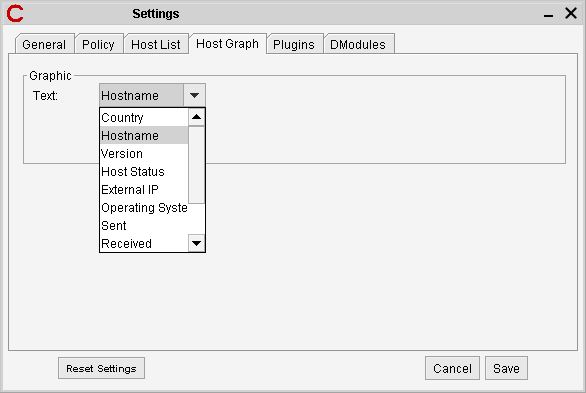 Settings
General Policy Host List Host Graph Plugins DModules
Graphic
Text: Hostname
Country
Hostname
Version
Host Status
External IP
Operating Syste
Sent
Received
Reset Settings Cancel Save